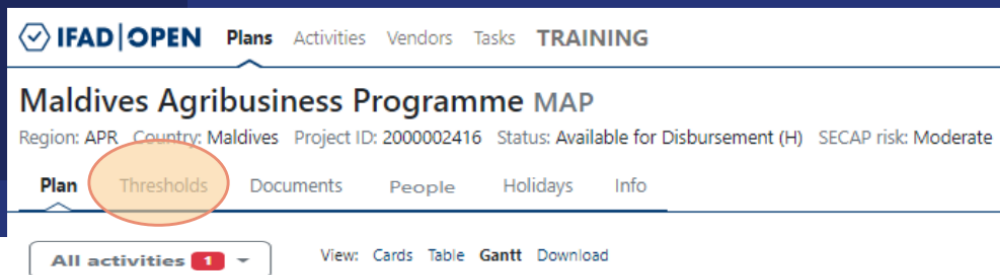 IFAD|OPEN Plans Activities Vendors Tasks TRAINING
Maldives Agribusiness Programme MAP
Region: APR Country: Maldives Project ID: 2000002416 Status: Available for Disbursement (H) SECAP risk: Moderate
Plan Thresholds Documents People Holidays Info
All activities 1 View: Cards Table Gantt Download